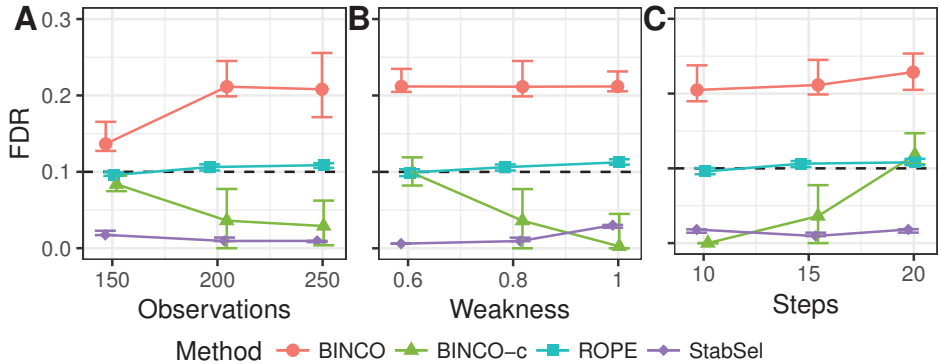 A B C
FDR
0.3
0.2
0.1
0.0
150 200 250
0.6 0.8 1
10 15 20
Observations Weakness Steps
Method BINCO BINCO-c ROPE StabSel